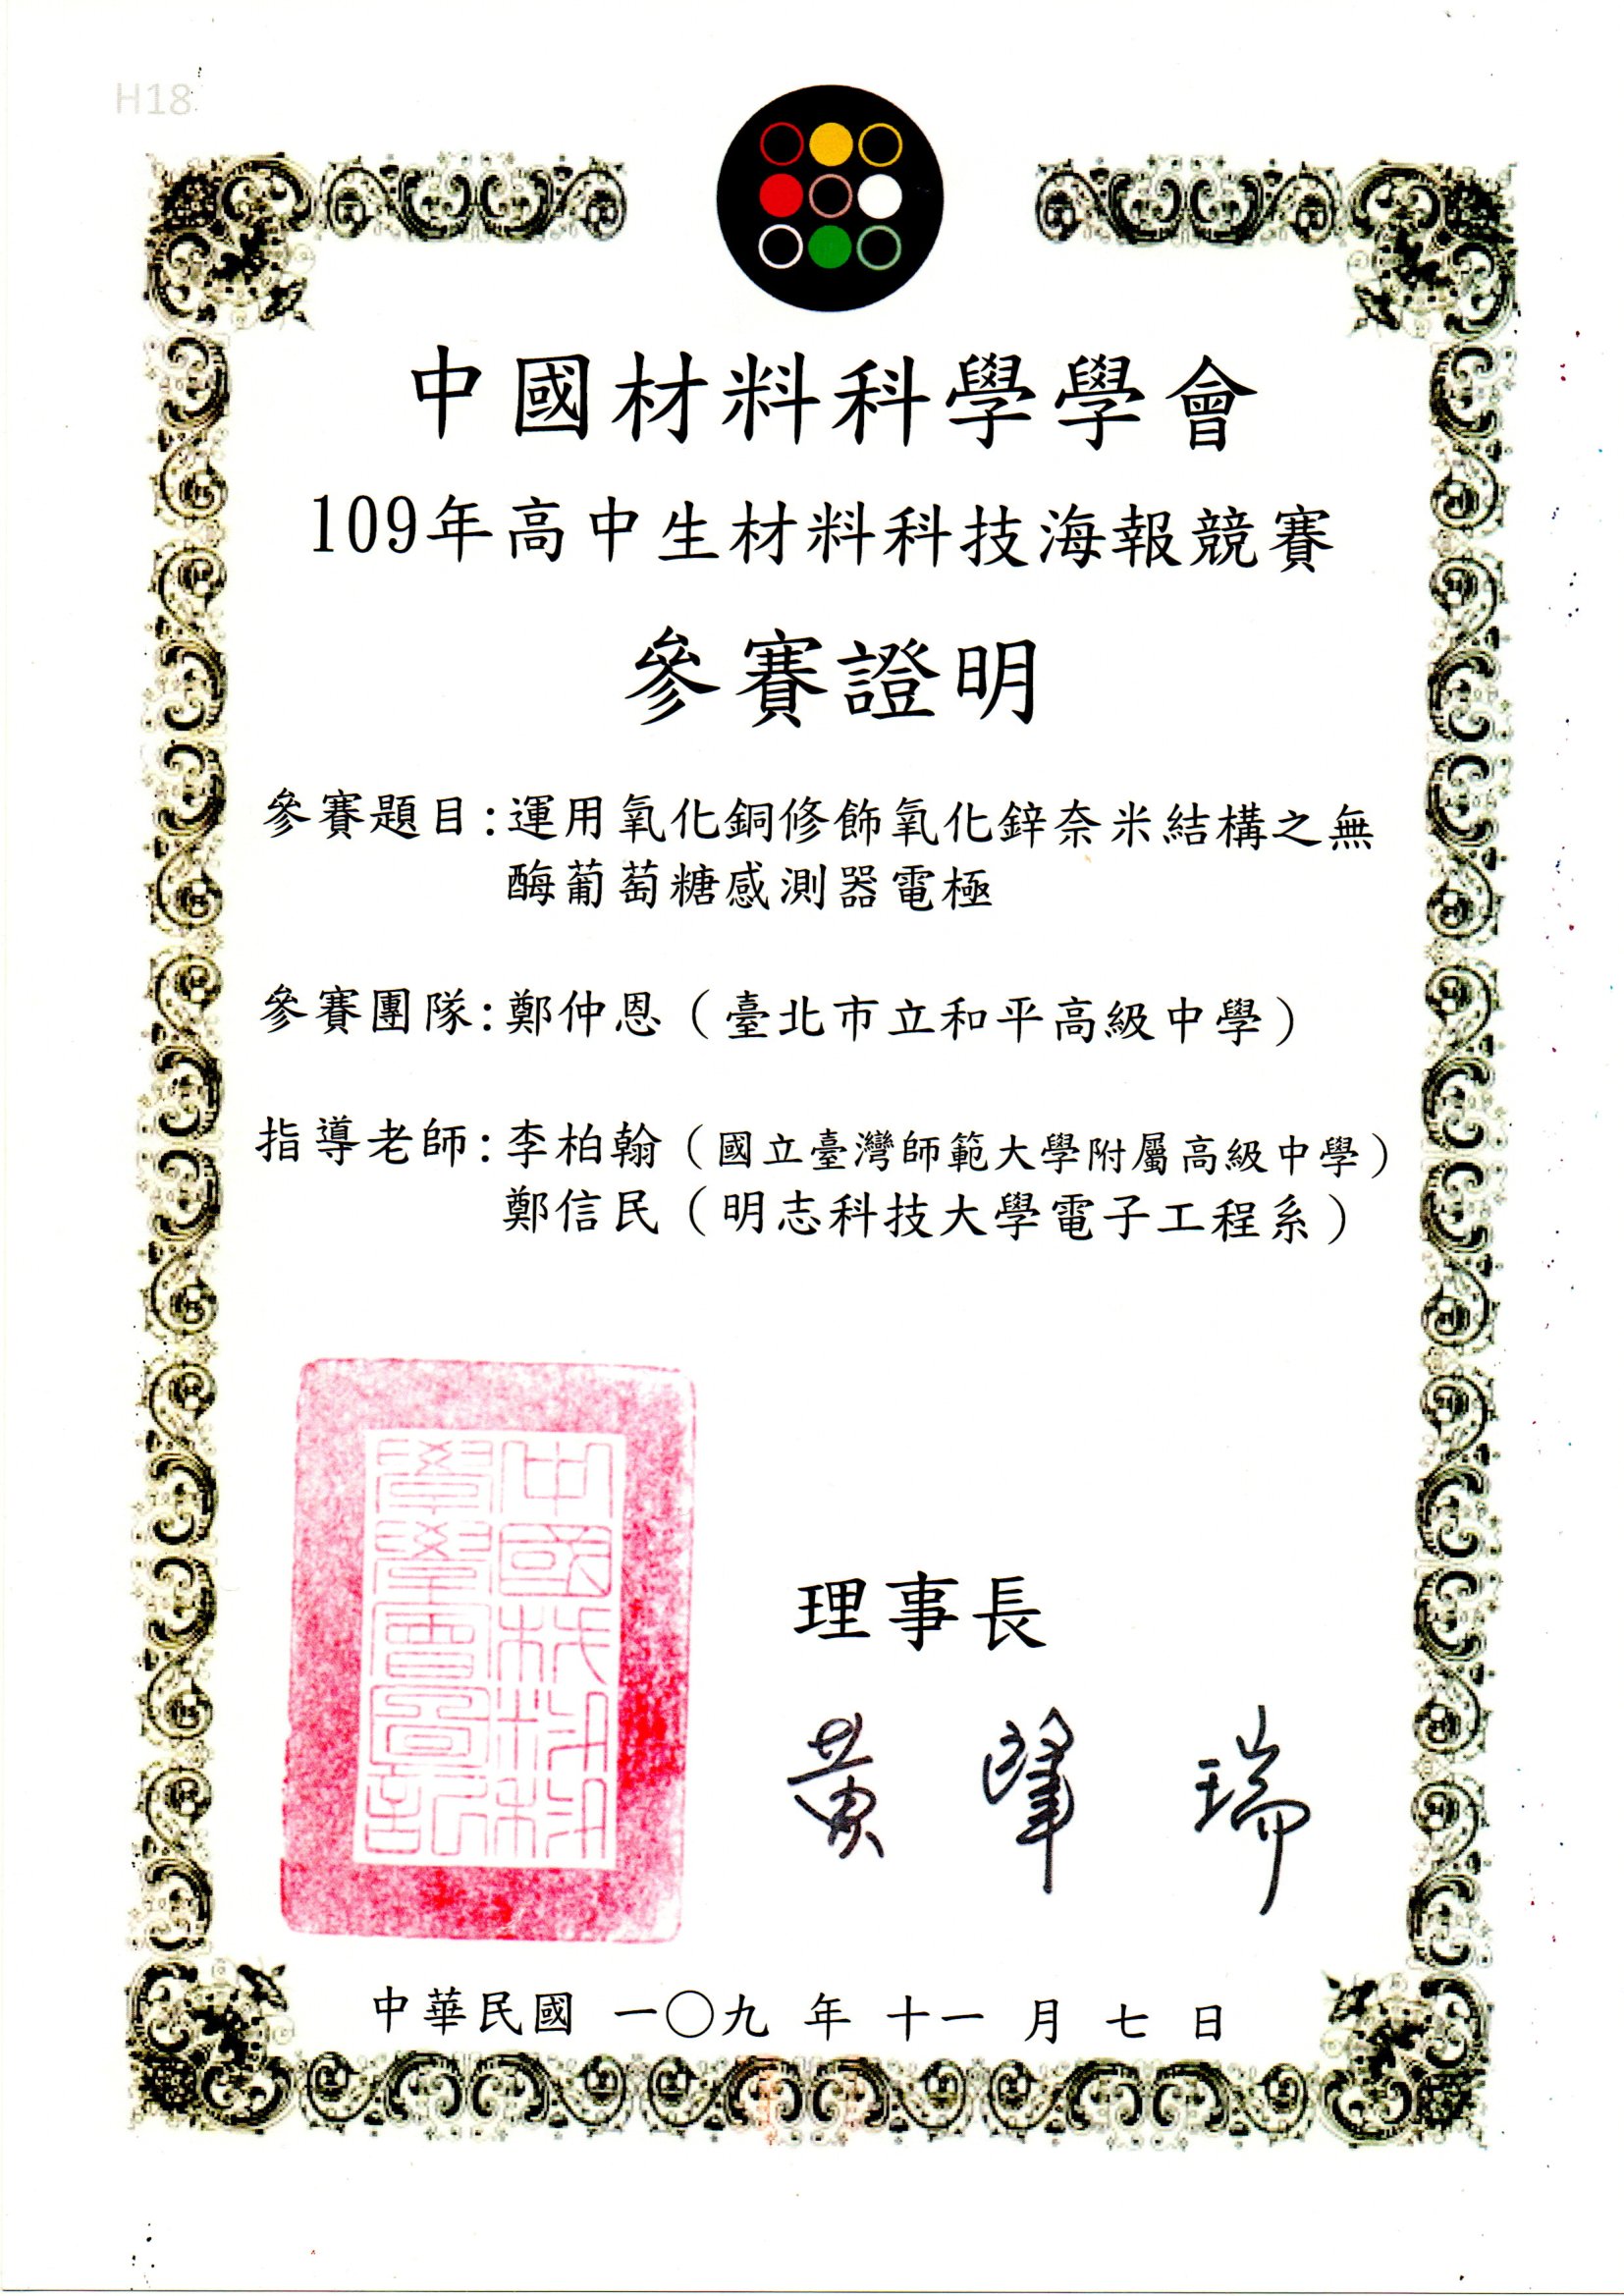 H18
中國材料科學學會
109年高中生材料科技海報競賽
參賽證明
參賽題目:運用氧化銅修飾氧化鋅奈米結構之無
酶葡萄糖感測器電極
參賽團隊:鄭仲恩（臺北市立和平高級中學）
指導老師:李柏翰（國立臺灣師範大學附屬高級中學）
鄭信民（明志科技大學電子工程系）
中國材料科
學學會圖記
理事長
黃肇瑞
中華民國 一〇九 年 十一 月 七 日